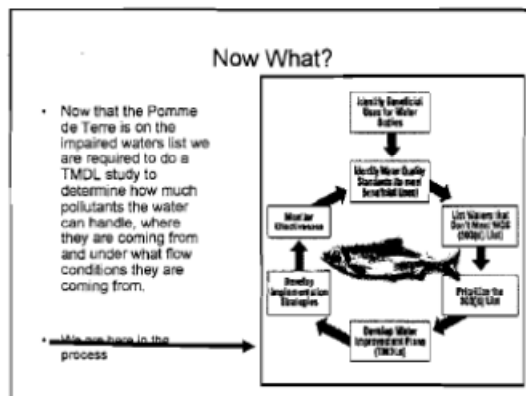 Now What?
• Now that the Pomme
de Terre is on the
impaired waters list we
are required to do a
TMDL study to
determine how much
pollutants the water
can handle, where
they are coming from
and under what flow
conditions they are
coming from.
• We are here in the
process
Identify Beneficial
Uses for Water
Bodies
Identify Water Quality
Standards (to meet
Beneficial Uses)
List Waters that
Don't Meet WQS
(303(d) List)
Prioritize the
303(d) List
Develop Water
Improvement Plans
(TMDLs)
Develop
Implementation
Strategies
Monitor
Effectiveness